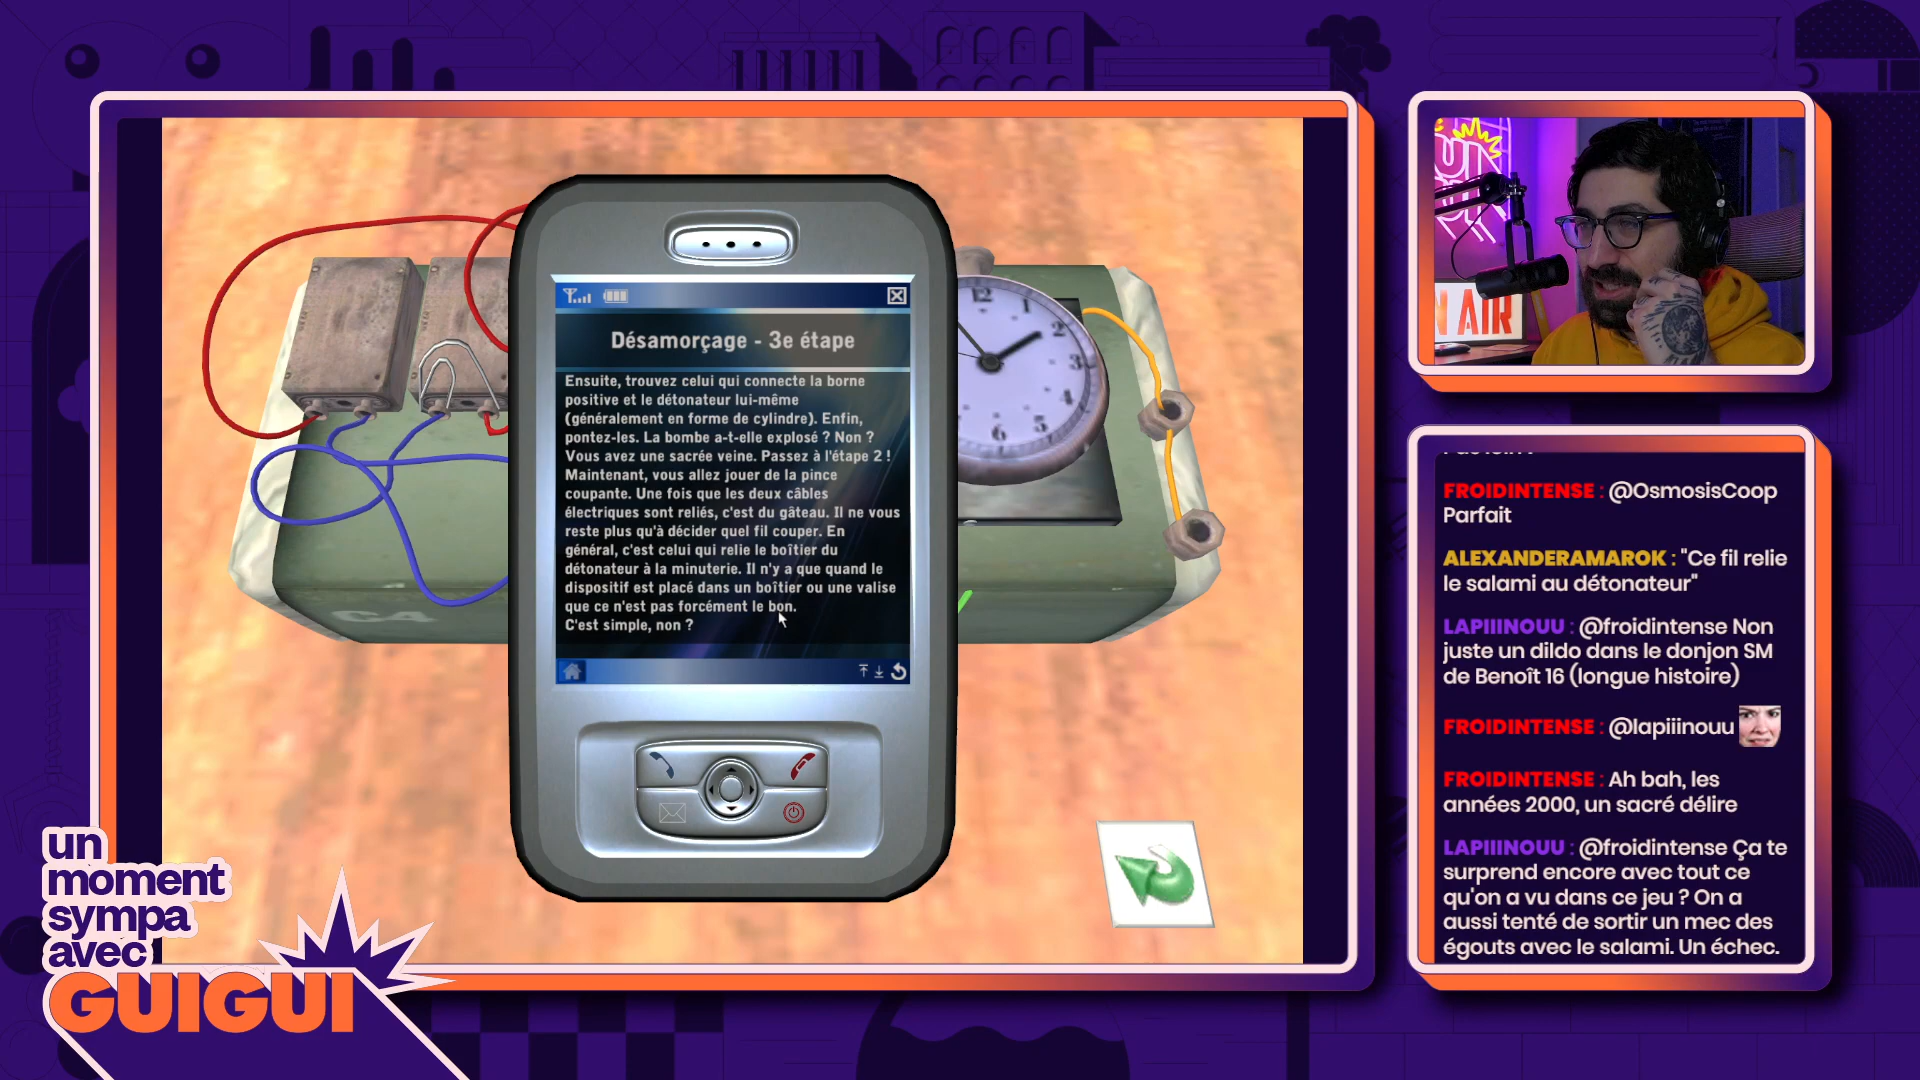 Désamorçage - 3e étape
Ensuite, trouvez celui qui connecte la borne
positive et le détonateur lui-même
(généralement en forme de cylindre). Enfin,
pontez-les. La bombe a-t-elle explosé ? Non ?
Vous avez une sacrée veine. Passez à l'étape 2 !
Maintenant, vous allez jouer de la pince
coupante. Une fois que les deux câbles
électriques sont reliés, c'est du gâteau. Il ne vous
reste plus qu'à décider quel fil couper. En
général, c'est celui qui relie le boîtier du
détonateur à la minuterie. Il n'y a que quand le
dispositif est placé dans un boîtier ou une valise
que ce n'est pas forcément le bon.
C'est simple, non ?
12
1
2
3
4
5
6
C4
N AIR
FROIDINTENSE : @OsmosisCoop
Parfait
ALEXANDERAMAROK : "Ce fil relie
le salami au détonateur"
LAPIIINOUU : @froidintense Non
juste un dildo dans le donjon SM
de Benoît 16 (longue histoire)
FROIDINTENSE : @lapiiinouu
FROIDINTENSE : Ah bah, les
années 2000, un sacré délire
LAPIIINOUU : @froidintense Ça te
surprend encore avec tout ce
qu'on a vu dans ce jeu ? On a
aussi tenté de sortir un mec des
égouts avec le salami. Un échec.
un
moment
sympa
avec
GUIGUI